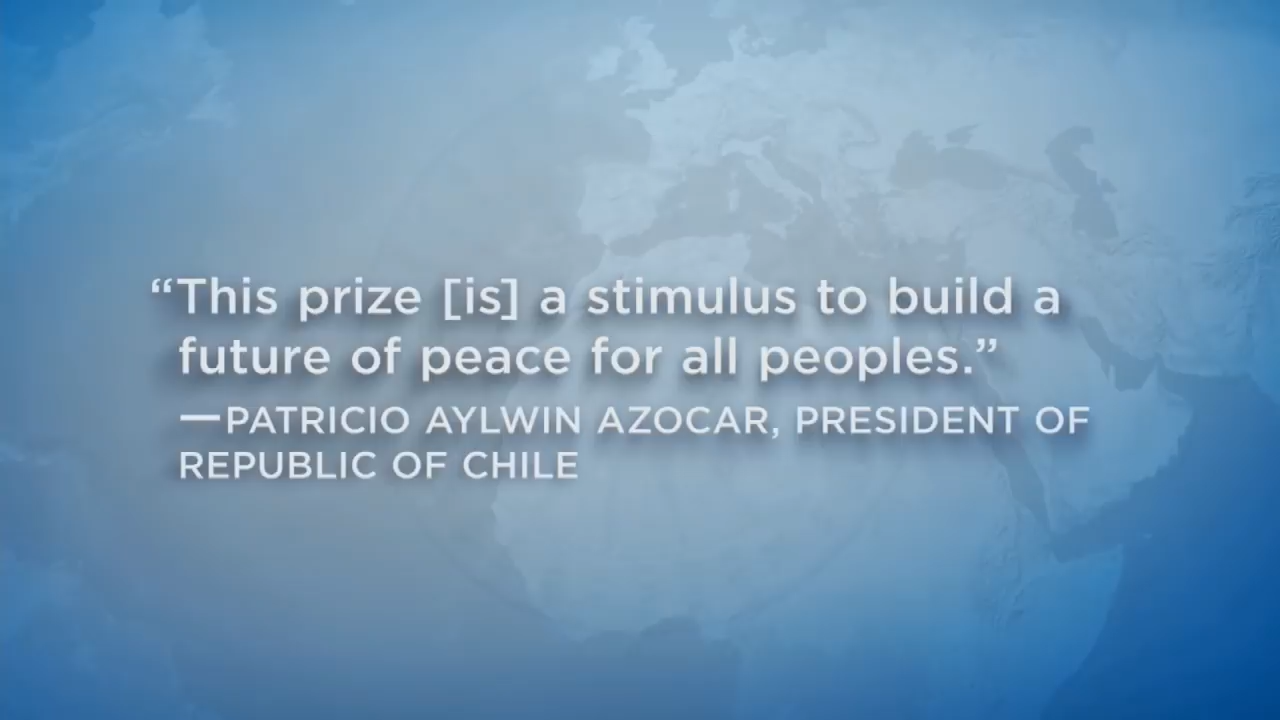 “This prize [is] a stimulus to build a
future of peace for all peoples.”
—PATRICIO AYLWIN AZOCAR, PRESIDENT OF
REPUBLIC OF CHILE